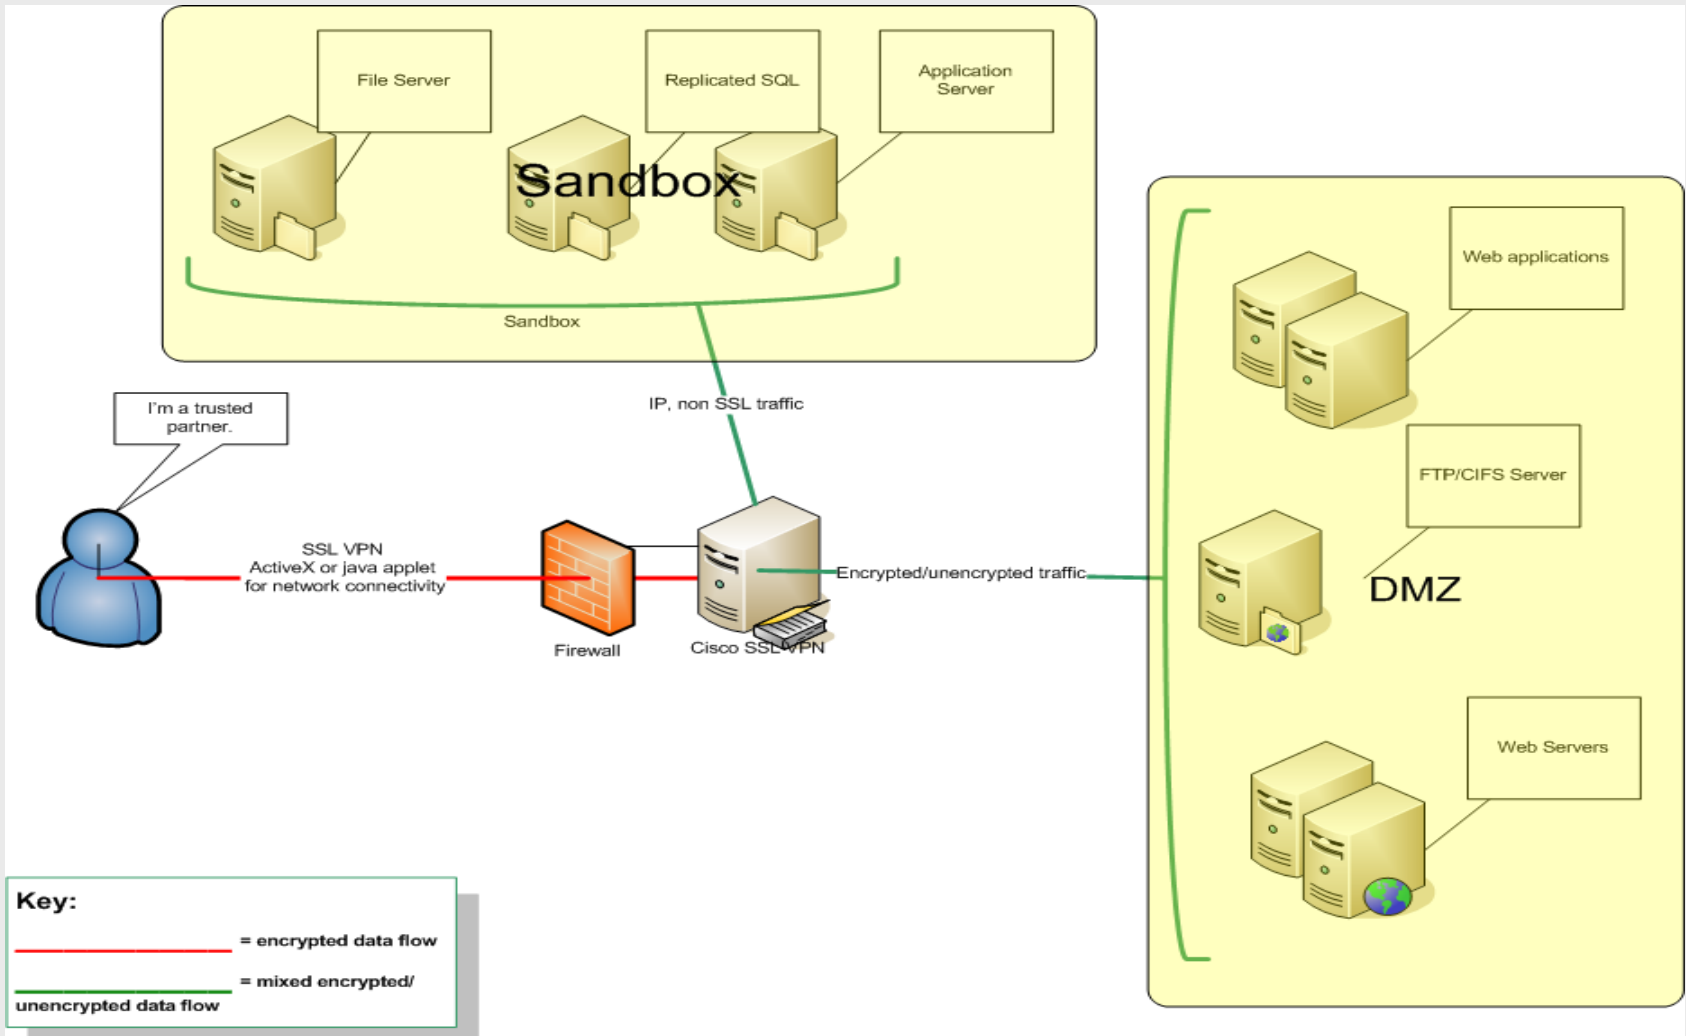 File Server
Replicated SQL
Application
Server
Sandbox
Sandbox
Web applications
IP, non SSL traffic
I'm a trusted
partner.
FTP/CIFS Server
SSL VPN
ActiveX or java applet
for network connectivity
Encrypted/unencrypted traffic
DMZ
Firewall
Cisco SSL VPN
Web Servers
Key:
= encrypted data flow
= mixed encrypted/
unencrypted data flow